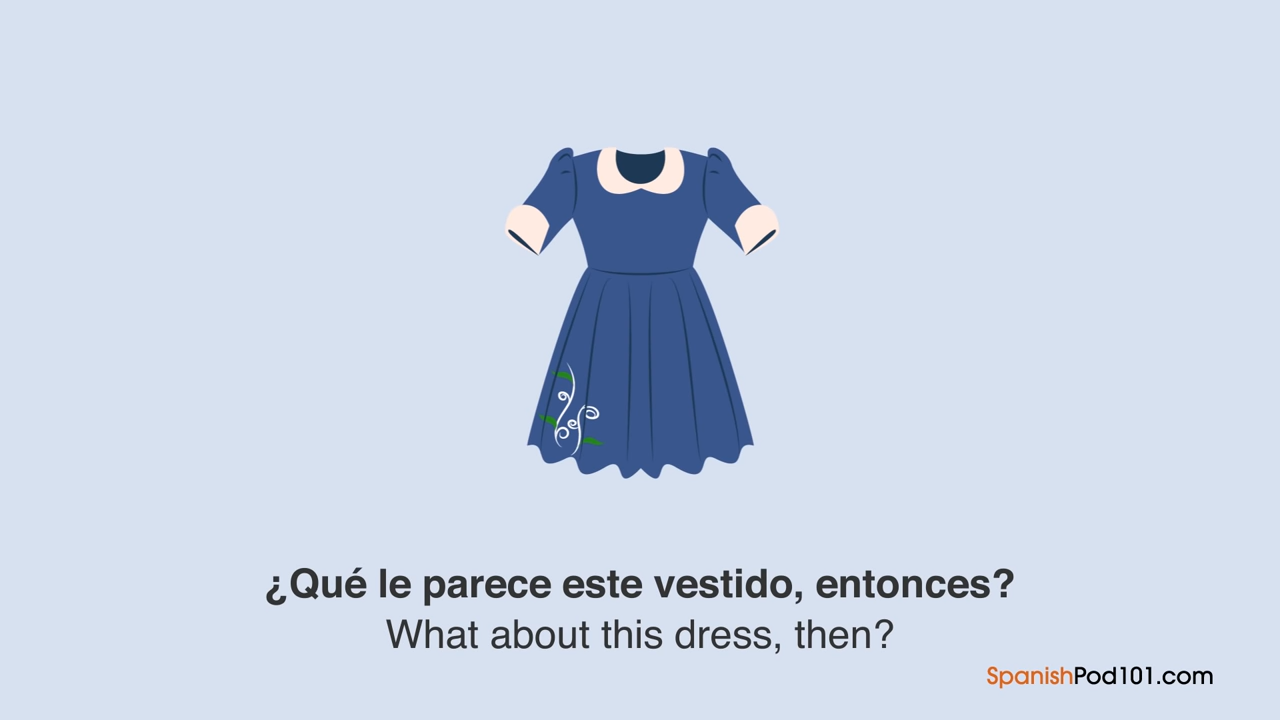 ¿Qué le parece este vestido, entonces?
What about this dress, then?
SpanishPod101.com